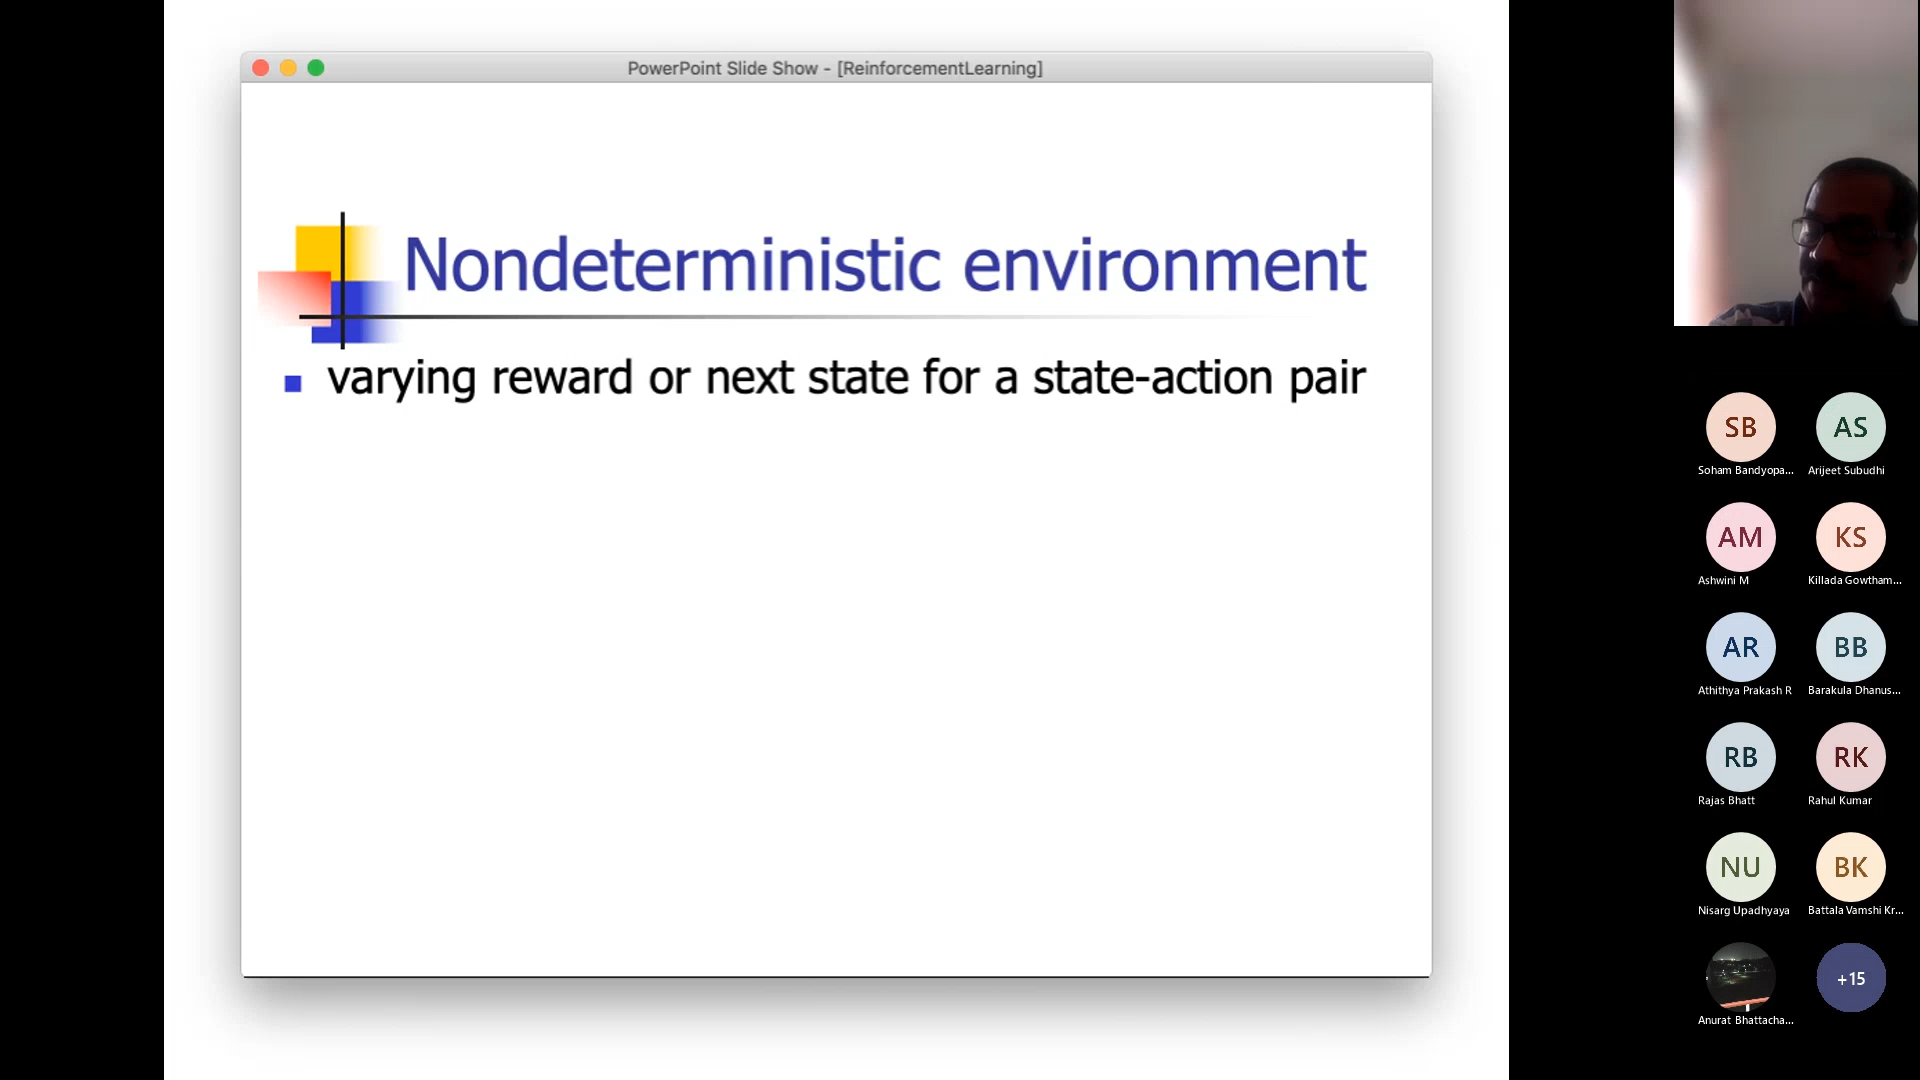 PowerPoint Slide Show - [ReinforcementLearning]
Nondeterministic environment
varying reward or next state for a state-action pair
SB
AS
Soham Bandyopa...
Arijeet Subudhi
AM
KS
Ashwini M
Killada Gowtham...
AR
BB
Athithya Prakash R
Barakula Dhanus...
RB
RK
Rajas Bhatt
Rahul Kumar
NU
BK
Nisarg Upadhyaya
Battala Vamshi Kr...
+15
Anurat Bhattacha...